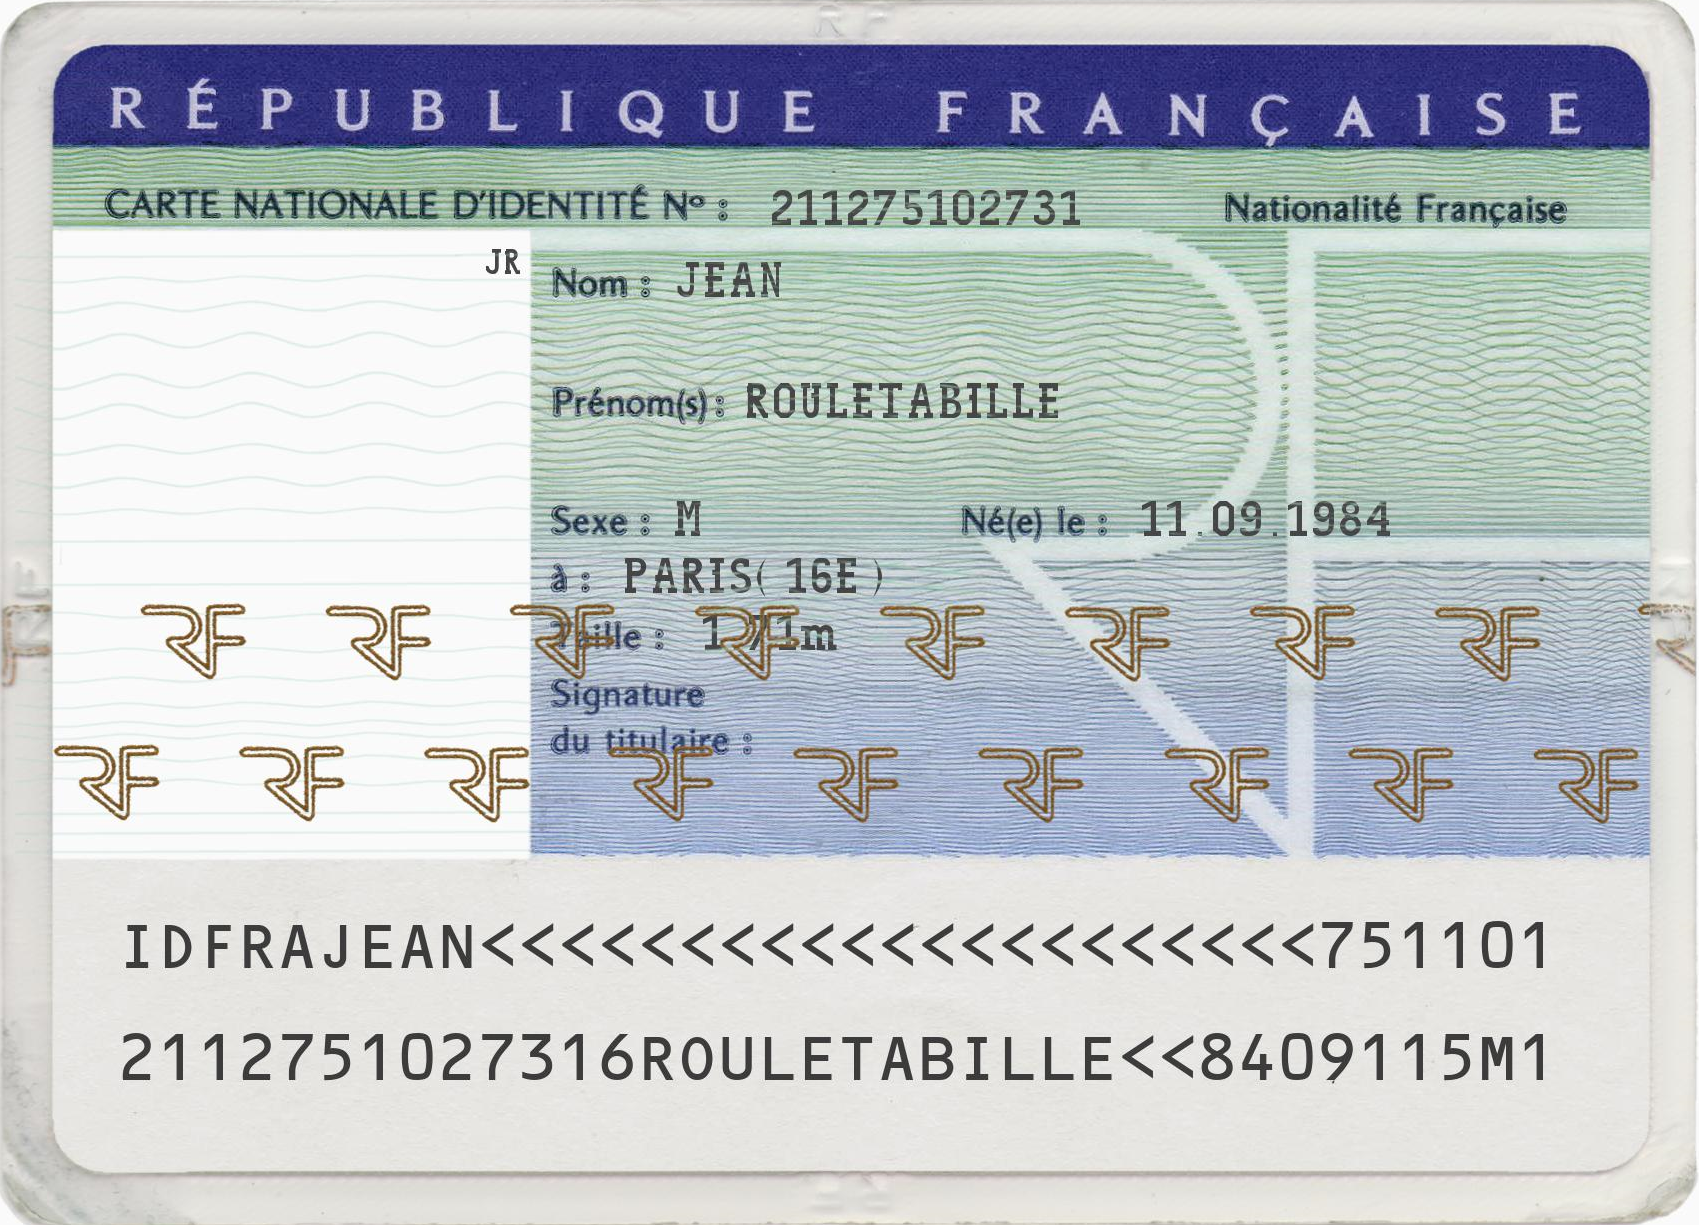 RÉPUBLIQUE FRANÇAISE
CARTE NATIONALE D'IDENTITÉ Nº : 211275102731 Nationalité Française
JR
Nom : JEAN
Prénom(s) : ROULETABILLE
Sexe : M Né(e) le : 11.09.1984
à : PARIS( 16E )
Taille : 1,71m
Signature
du titulaire :
RF RF RF RF RF RF RF RF
RF RF RF RF RF RF RF RF RF
IDFRAJEAN<<<<<<<<<<<<<<<<<<<<<751101
2112751027316ROULETABILLE<<8409115M1